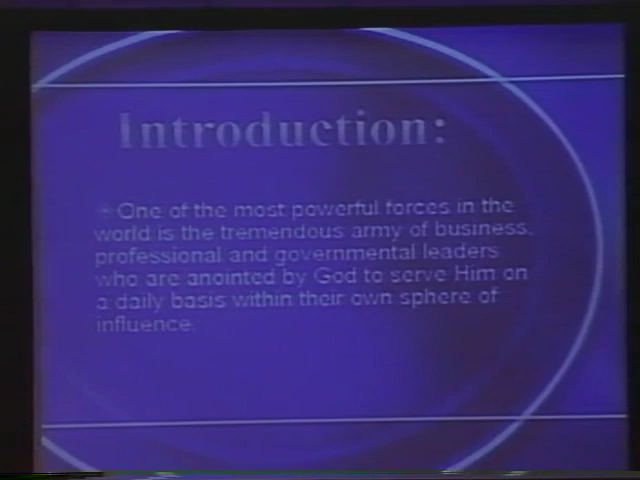 Introduction:
One of the most powerful forces in the
world is the tremendous army of business,
professional and governmental leaders
who are anointed by God to serve Him on
a daily basis within their own sphere of
influence.